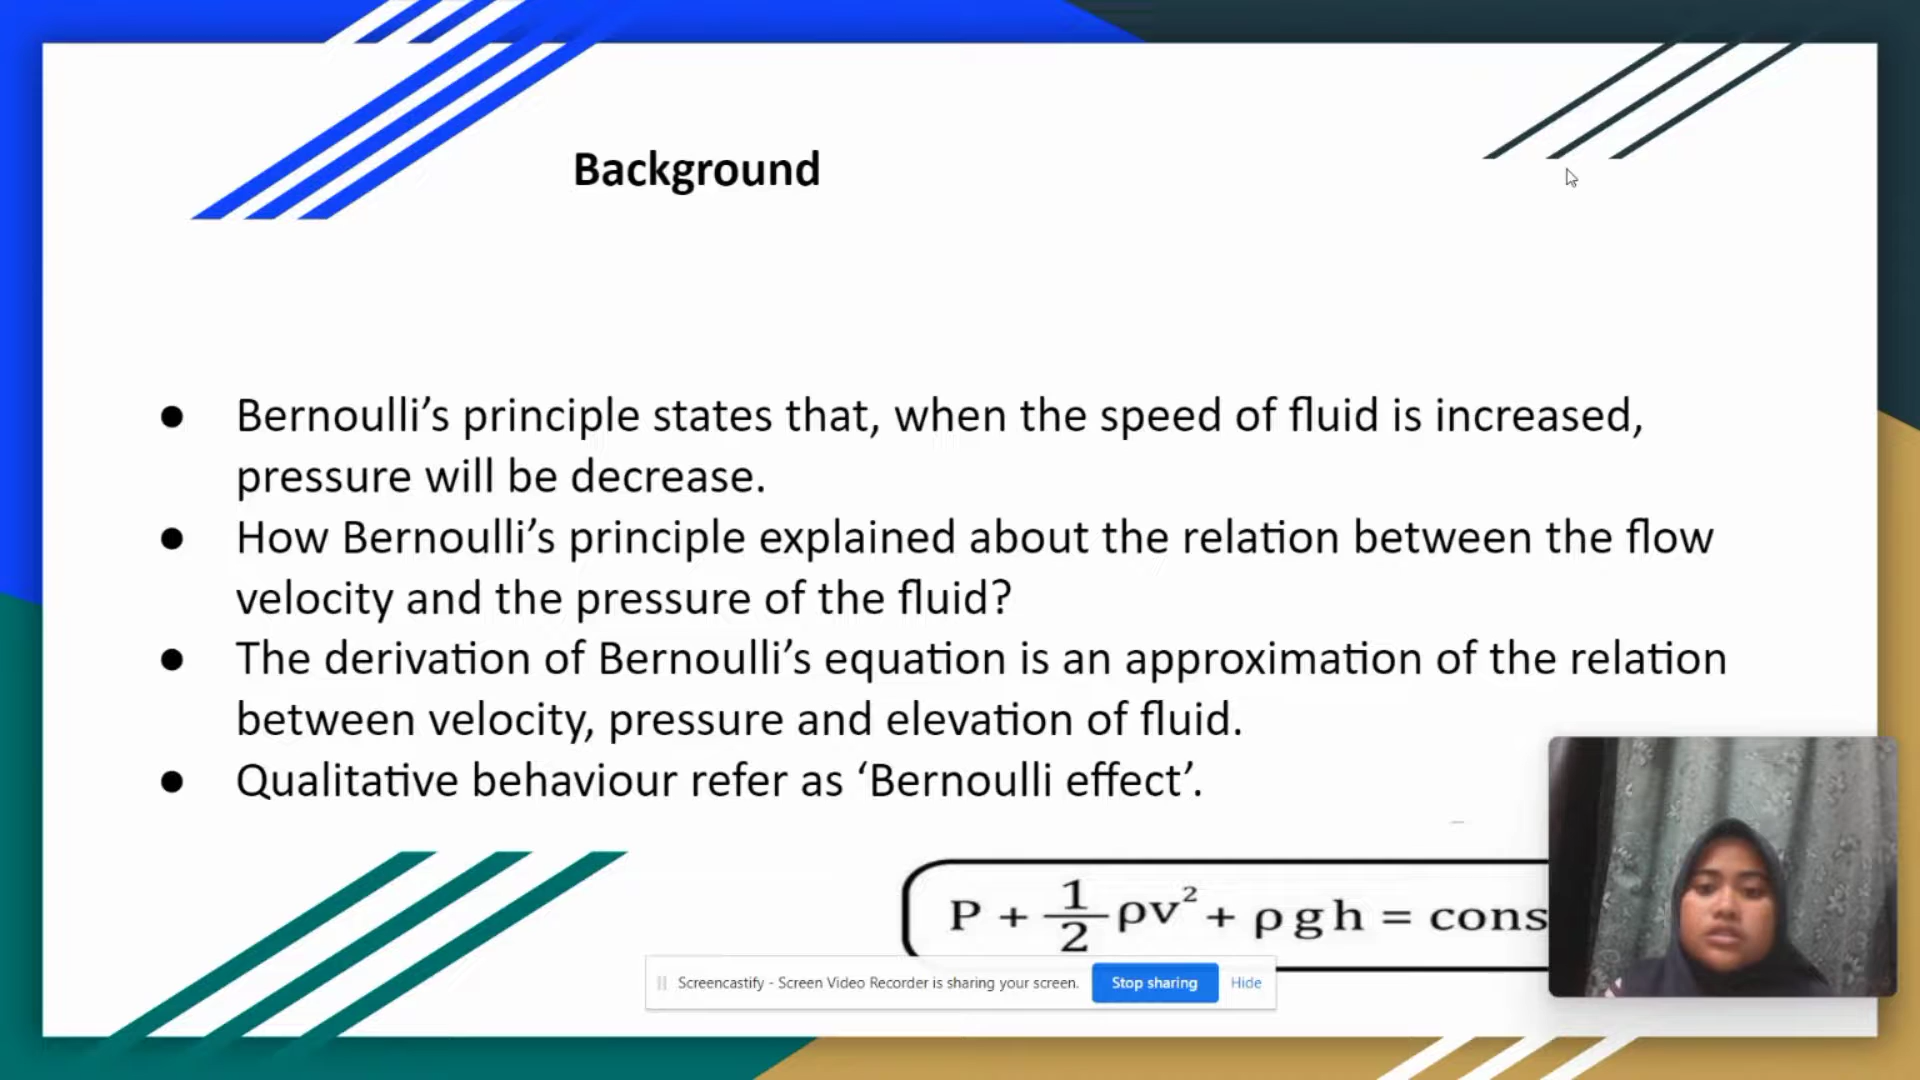 Background
● Bernoulli’s principle states that, when the speed of fluid is increased,
pressure will be decrease.
● How Bernoulli’s principle explained about the relation between the flow
velocity and the pressure of the fluid?
● The derivation of Bernoulli’s equation is an approximation of the relation
between velocity, pressure and elevation of fluid.
● Qualitative behaviour refer as ‘Bernoulli effect’.
P + 1/2 ρv² + ρgh = cons
Screencastify - Screen Video Recorder is sharing your screen. Stop sharing Hide